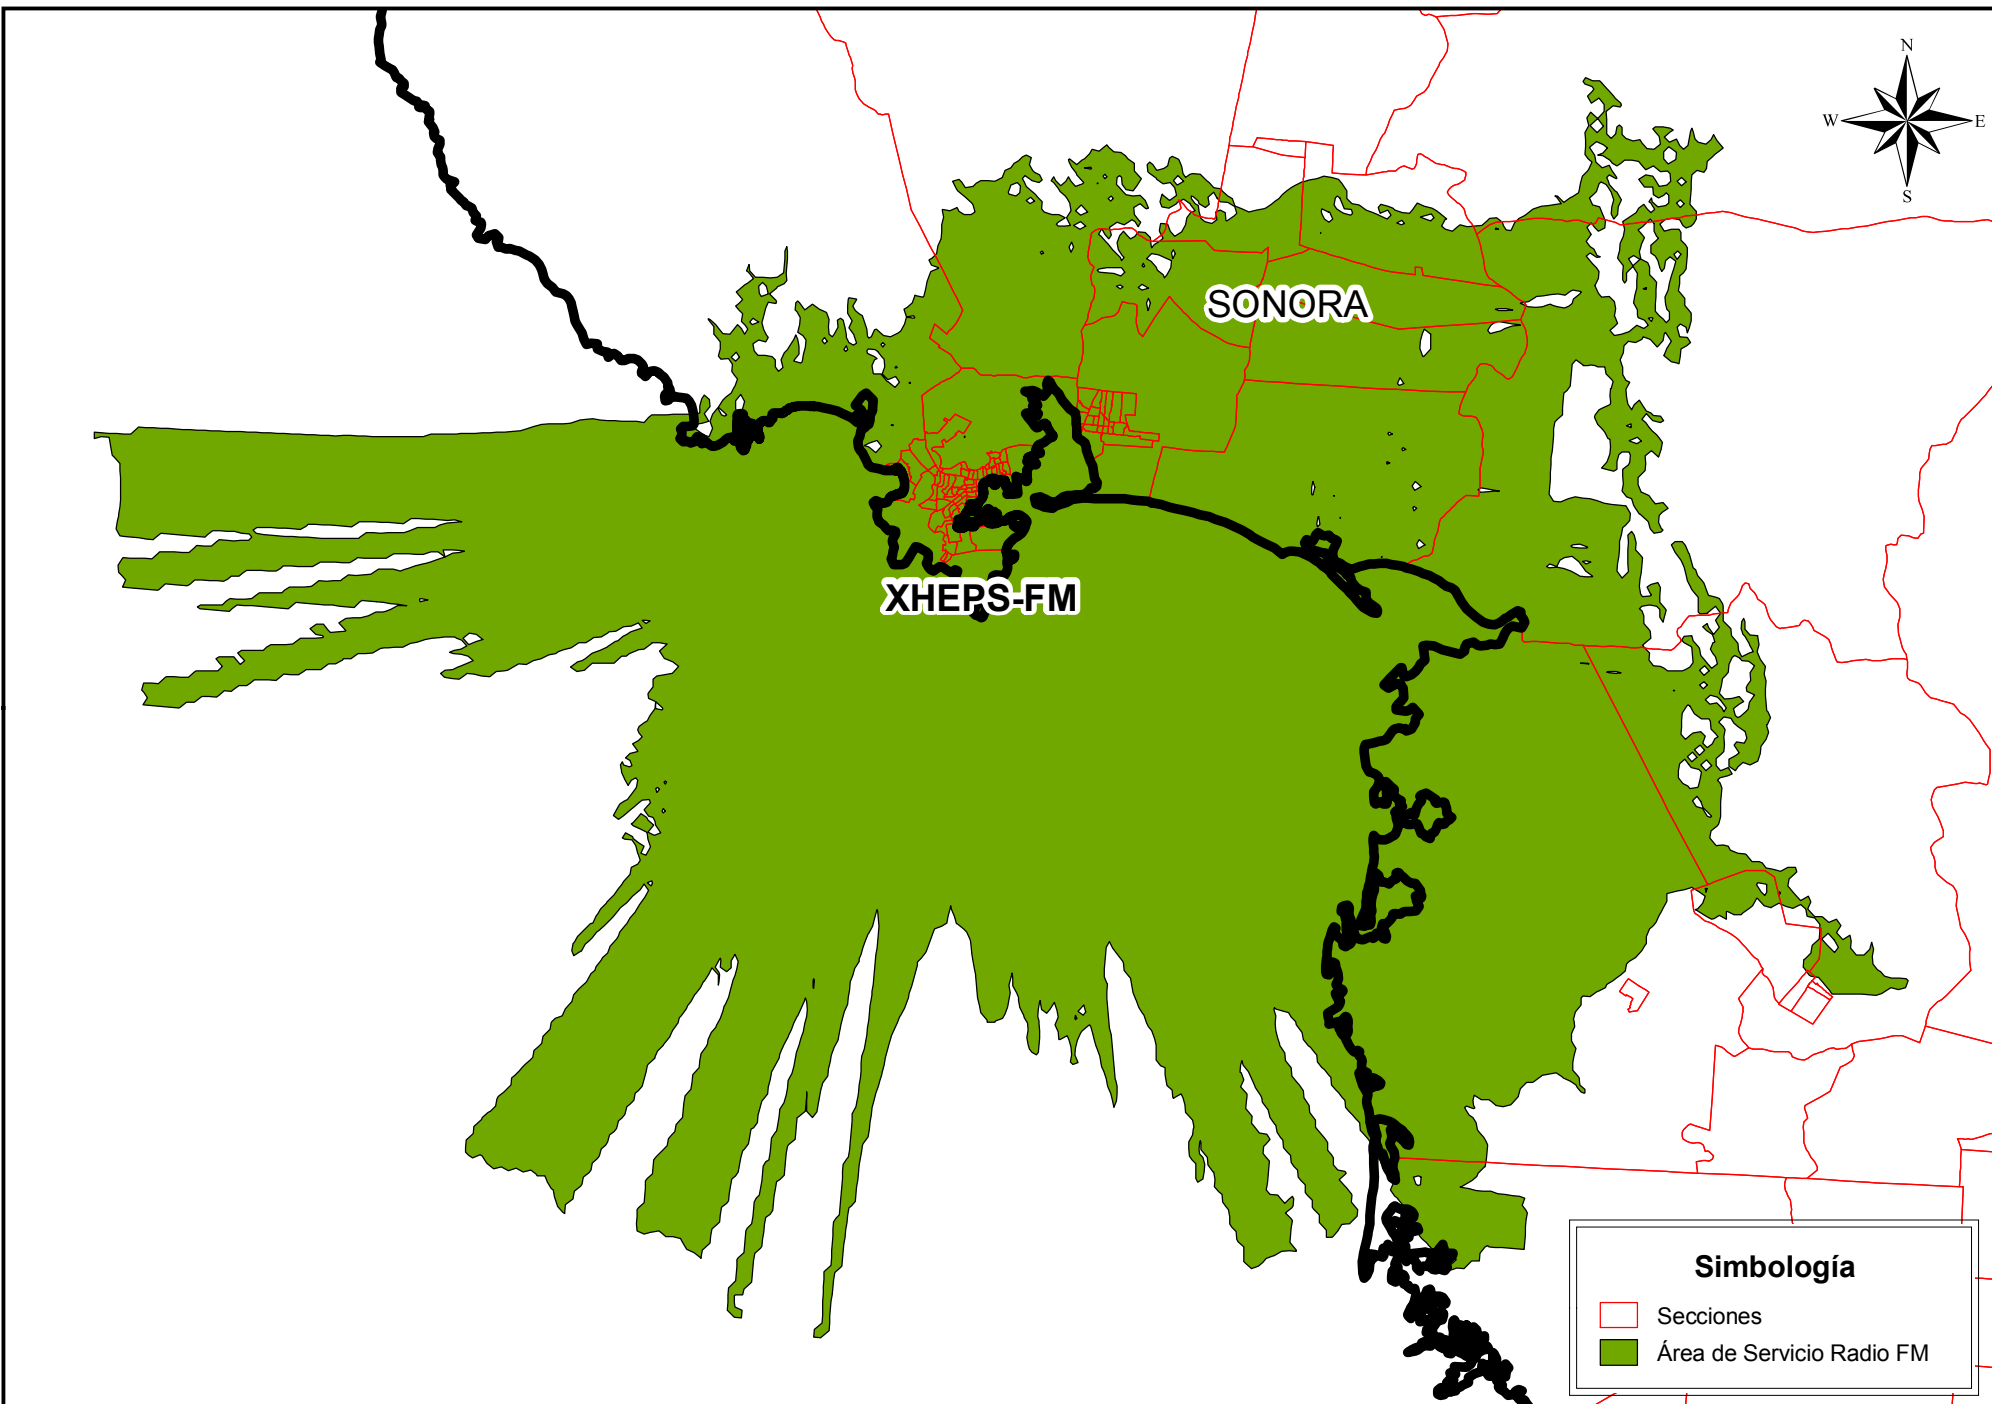 N
W E
S
SONORA
XHEPS-FM
Simbología
Secciones
Área de Servicio Radio FM